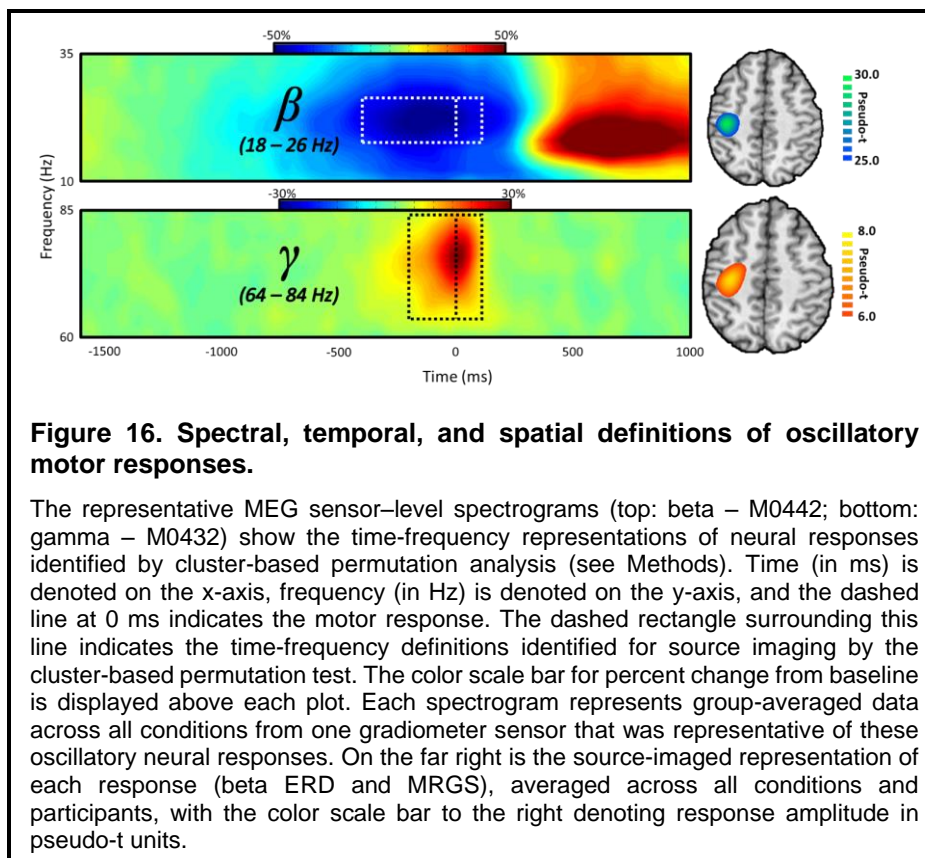 -50%
50%
35
β
(18 – 26 Hz)
10
30.0
Pseudo-t
25.0
Frequency (Hz)
-30%
30%
85
γ
(64 – 84 Hz)
60
8.0
Pseudo-t
6.0
-1500
-1000
-500
0
500
1000
Time (ms)
Figure 16. Spectral, temporal, and spatial definitions of oscillatory
motor responses.
The representative MEG sensor–level spectrograms (top: beta – M0442; bottom:
gamma – M0432) show the time-frequency representations of neural responses
identified by cluster-based permutation analysis (see Methods). Time (in ms) is
denoted on the x-axis, frequency (in Hz) is denoted on the y-axis, and the dashed
line at 0 ms indicates the motor response. The dashed rectangle surrounding this
line indicates the time-frequency definitions identified for source imaging by the
cluster-based permutation test. The color scale bar for percent change from baseline
is displayed above each plot. Each spectrogram represents group-averaged data
across all conditions from one gradiometer sensor that was representative of these
oscillatory neural responses. On the far right is the source-imaged representation of
each response (beta ERD and MRGS), averaged across all conditions and
participants, with the color scale bar to the right denoting response amplitude in
pseudo-t units.